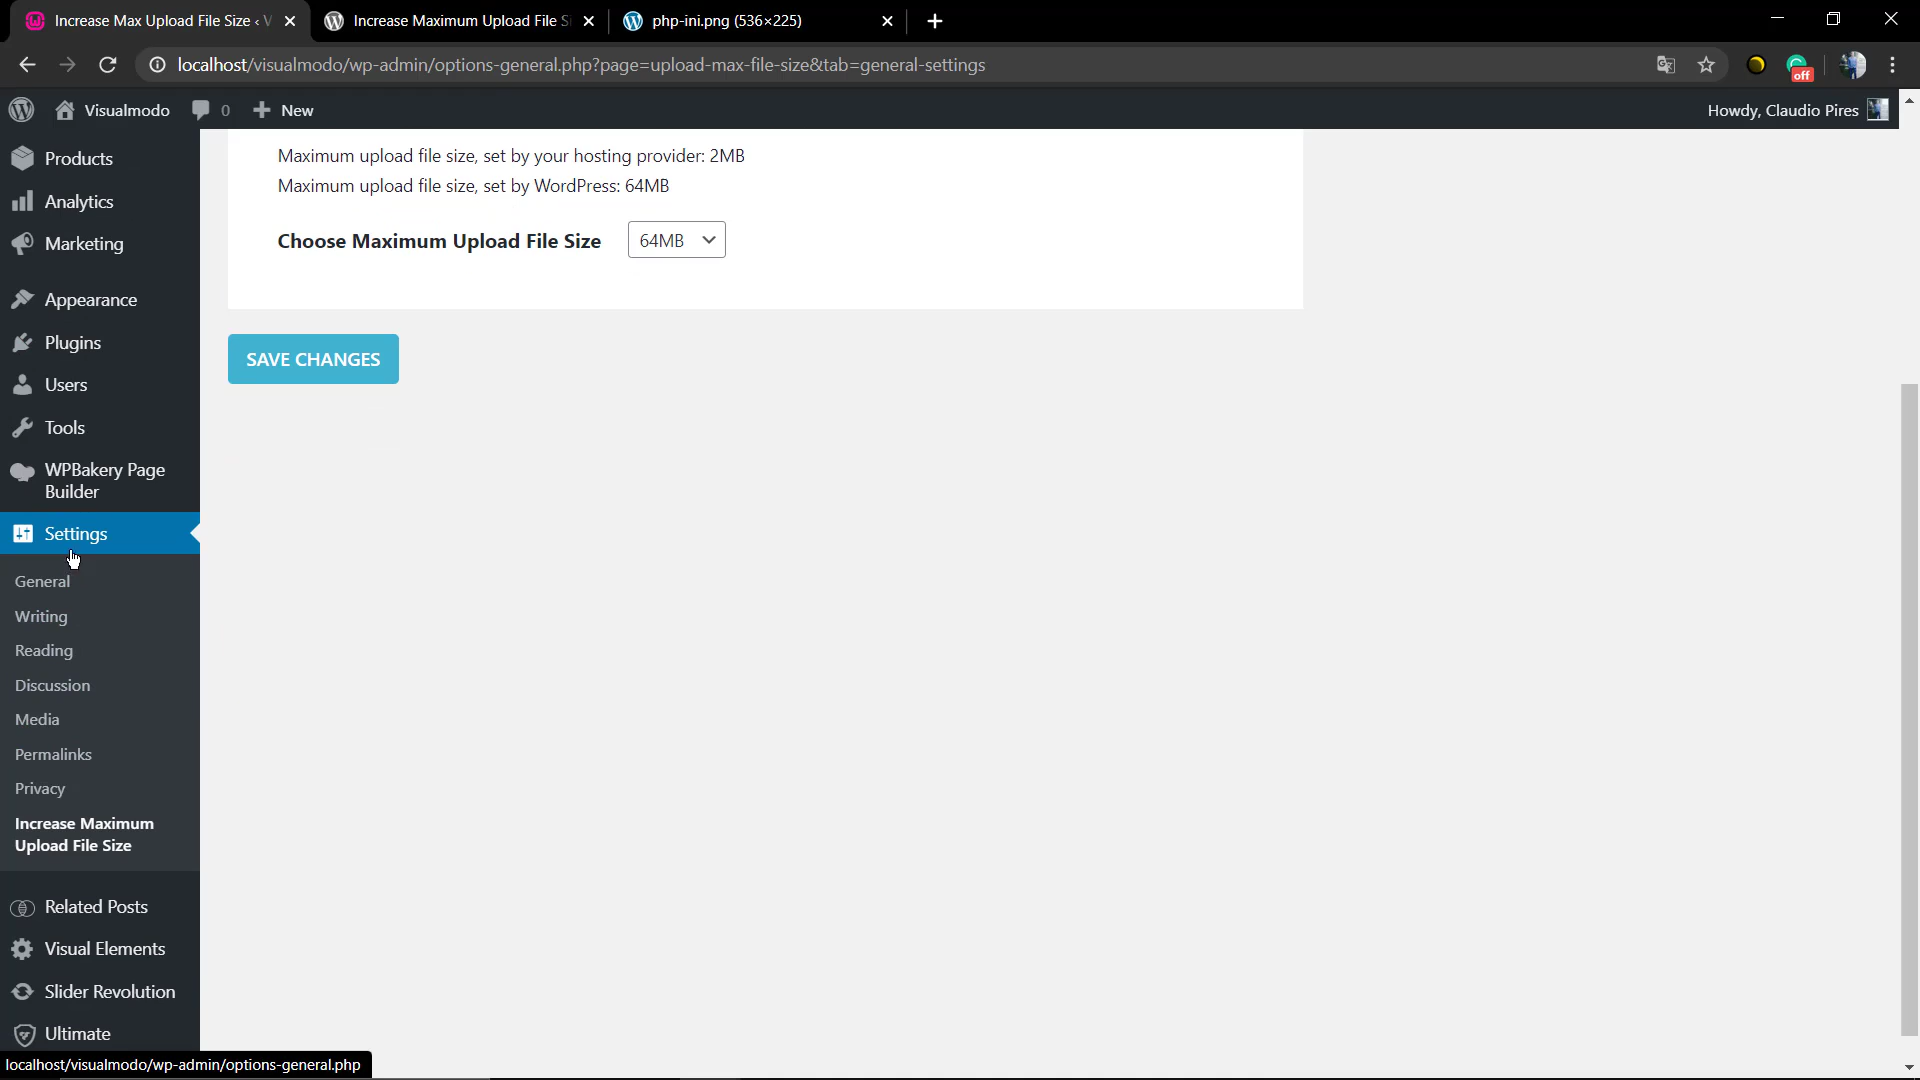 Increase Max Upload File Size ‹ V
Increase Maximum Upload File Si
php-ini.png (536×225)
localhost/visualmodo/wp-admin/options-general.php?page=upload-max-file-size&tab=general-settings
off
Visualmodo
0
New
Howdy, Claudio Pires
Products
Analytics
Marketing
Appearance
Plugins
Users
Tools
WPBakery Page
Builder
Settings
General
Writing
Reading
Discussion
Media
Permalinks
Privacy
Increase Maximum
Upload File Size
Related Posts
Visual Elements
Slider Revolution
Ultimate
Maximum upload file size, set by your hosting provider: 2MB
Maximum upload file size, set by WordPress: 64MB
Choose Maximum Upload File Size
64MB
SAVE CHANGES
localhost/visualmodo/wp-admin/options-general.php